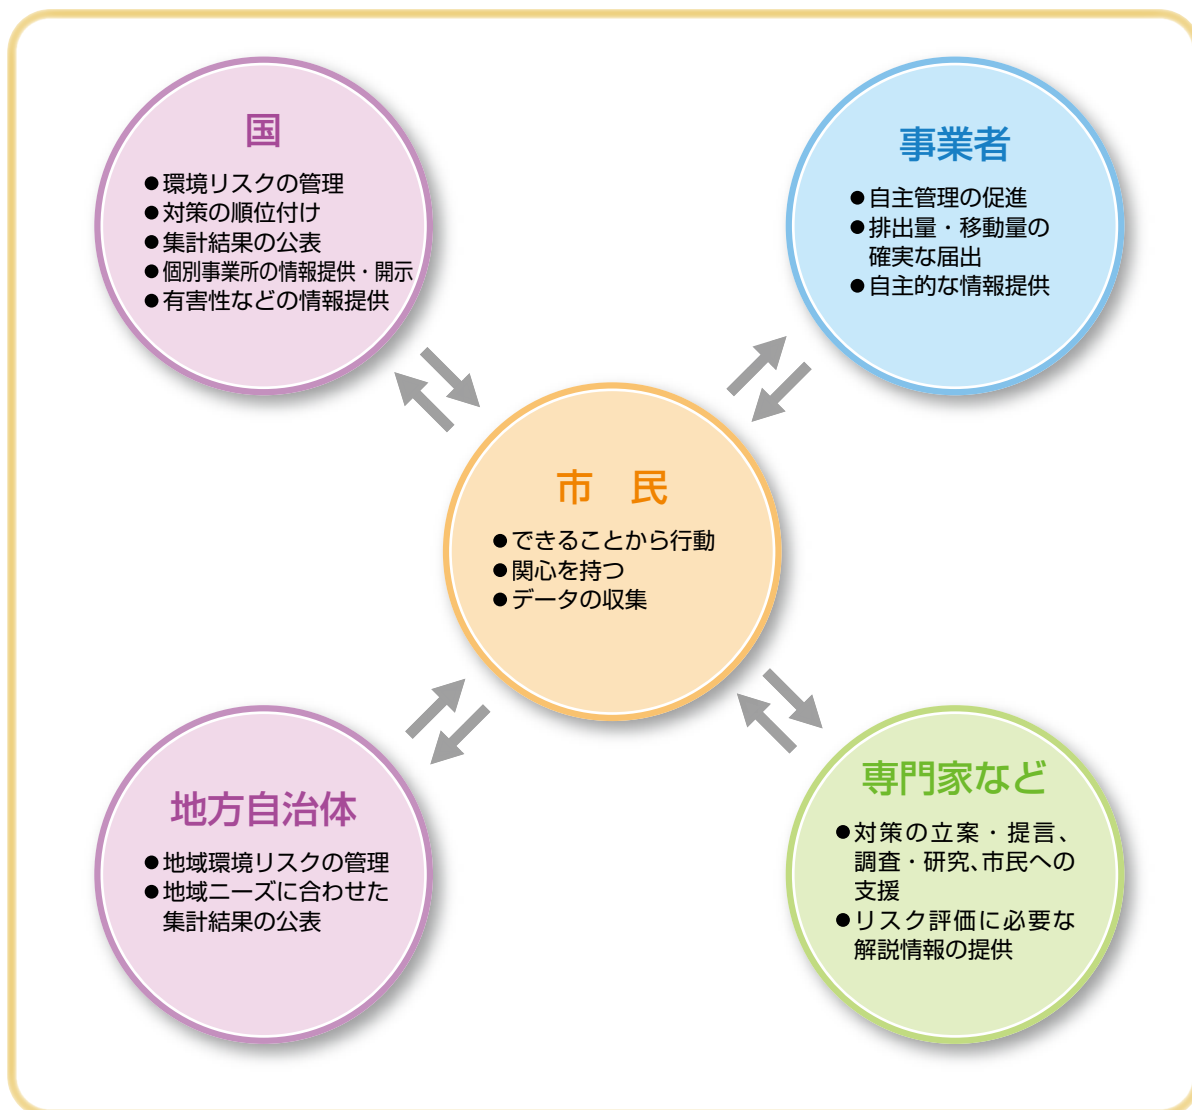 国
●環境リスクの管理
●対策の順位付け
●集計結果の公表
●個別事業所の情報提供・開示
●有害性などの情報提供
事業者
●自主管理の促進
●排出量・移動量の
確実な届出
●自主的な情報提供
市　民
●できることから行動
●関心を持つ
●データの収集
地方自治体
●地域環境リスクの管理
●地域ニーズに合わせた
集計結果の公表
専門家など
●対策の立案・提言、
調査・研究、市民への
支援
●リスク評価に必要な
解説情報の提供